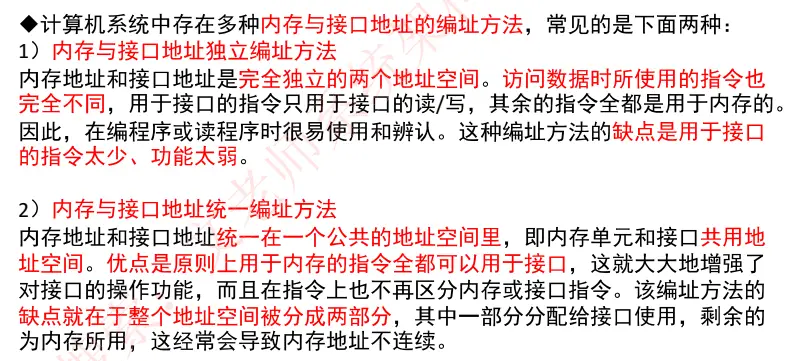 ◆计算机系统中存在多种内存与接口地址的编址方法，常见的是下面两种：
1）内存与接口地址独立编址方法
内存地址和接口地址是完全独立的两个地址空间。访问数据时所使用的指令也
完全不同，用于接口的指令只用于接口的读/写，其余的指令全都是用于内存的。
因此，在编程序或读程序时很易使用和辨认。这种编址方法的缺点是用于接口
的指令太少、功能太弱。
2）内存与接口地址统一编址方法
内存地址和接口地址统一在一个公共的地址空间里，即内存单元和接口共用地
址空间。优点是原则上用于内存的指令全都可以用于接口，这就大大地增强了
对接口的操作功能，而且在指令上也不再区分内存或接口指令。该编址方法的
缺点就在于整个地址空间被分成两部分，其中一部分分配给接口使用，剩余的
为内存所用，这经常会导致内存地址不连续。